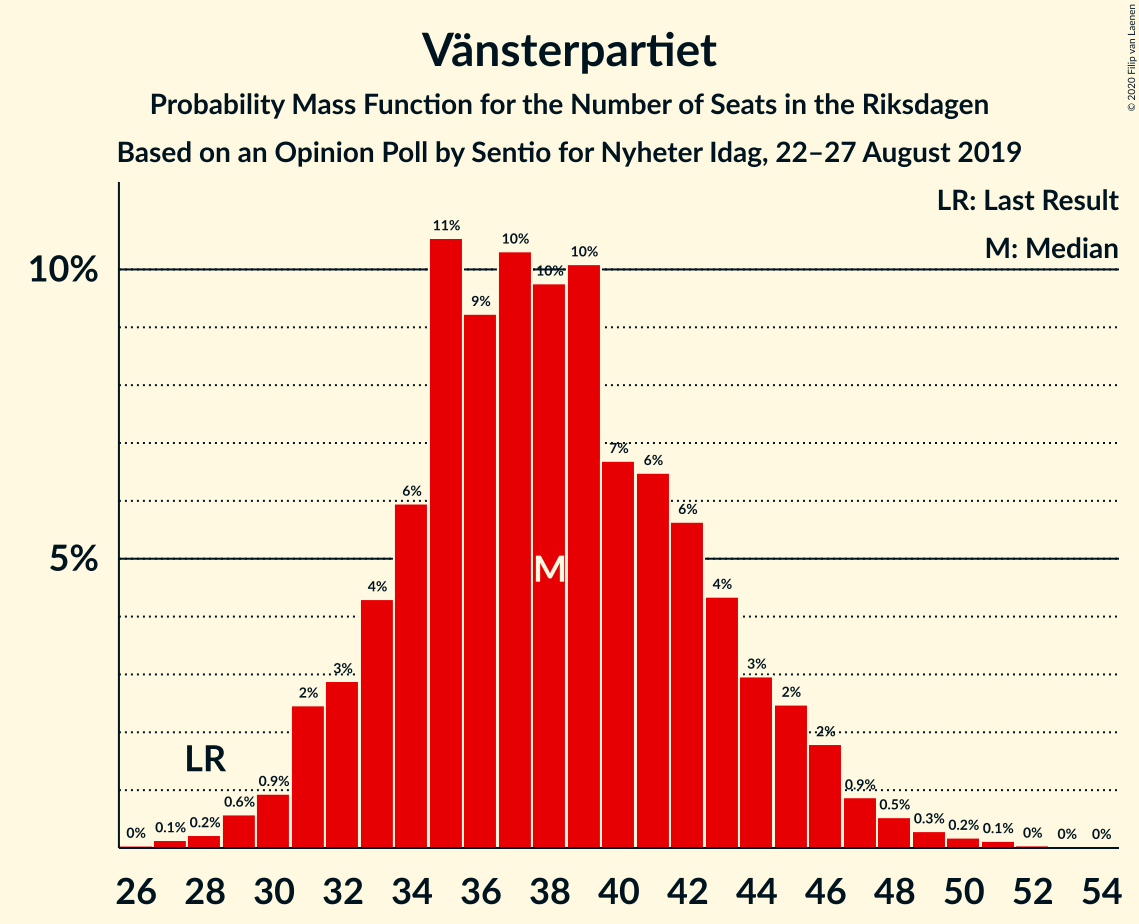 © 2020 Filip van Laenen
Vänsterpartiet
Probability Mass Function for the Number of Seats in the Riksdagen
Based on an Opinion Poll by Sentio for Nyheter Idag, 22–27 August 2019
LR: Last Result
M: Median
10%
5%
0% 0.1% 0.2% 0.6% 0.9% 2% 3% 4% 6% 11% 9% 10% 10% 10% 7% 6% 6% 4% 3% 2% 2% 0.9% 0.5% 0.3% 0.2% 0.1% 0% 0% 0%
M
LR
26 28 30 32 34 36 38 40 42 44 46 48 50 52 54